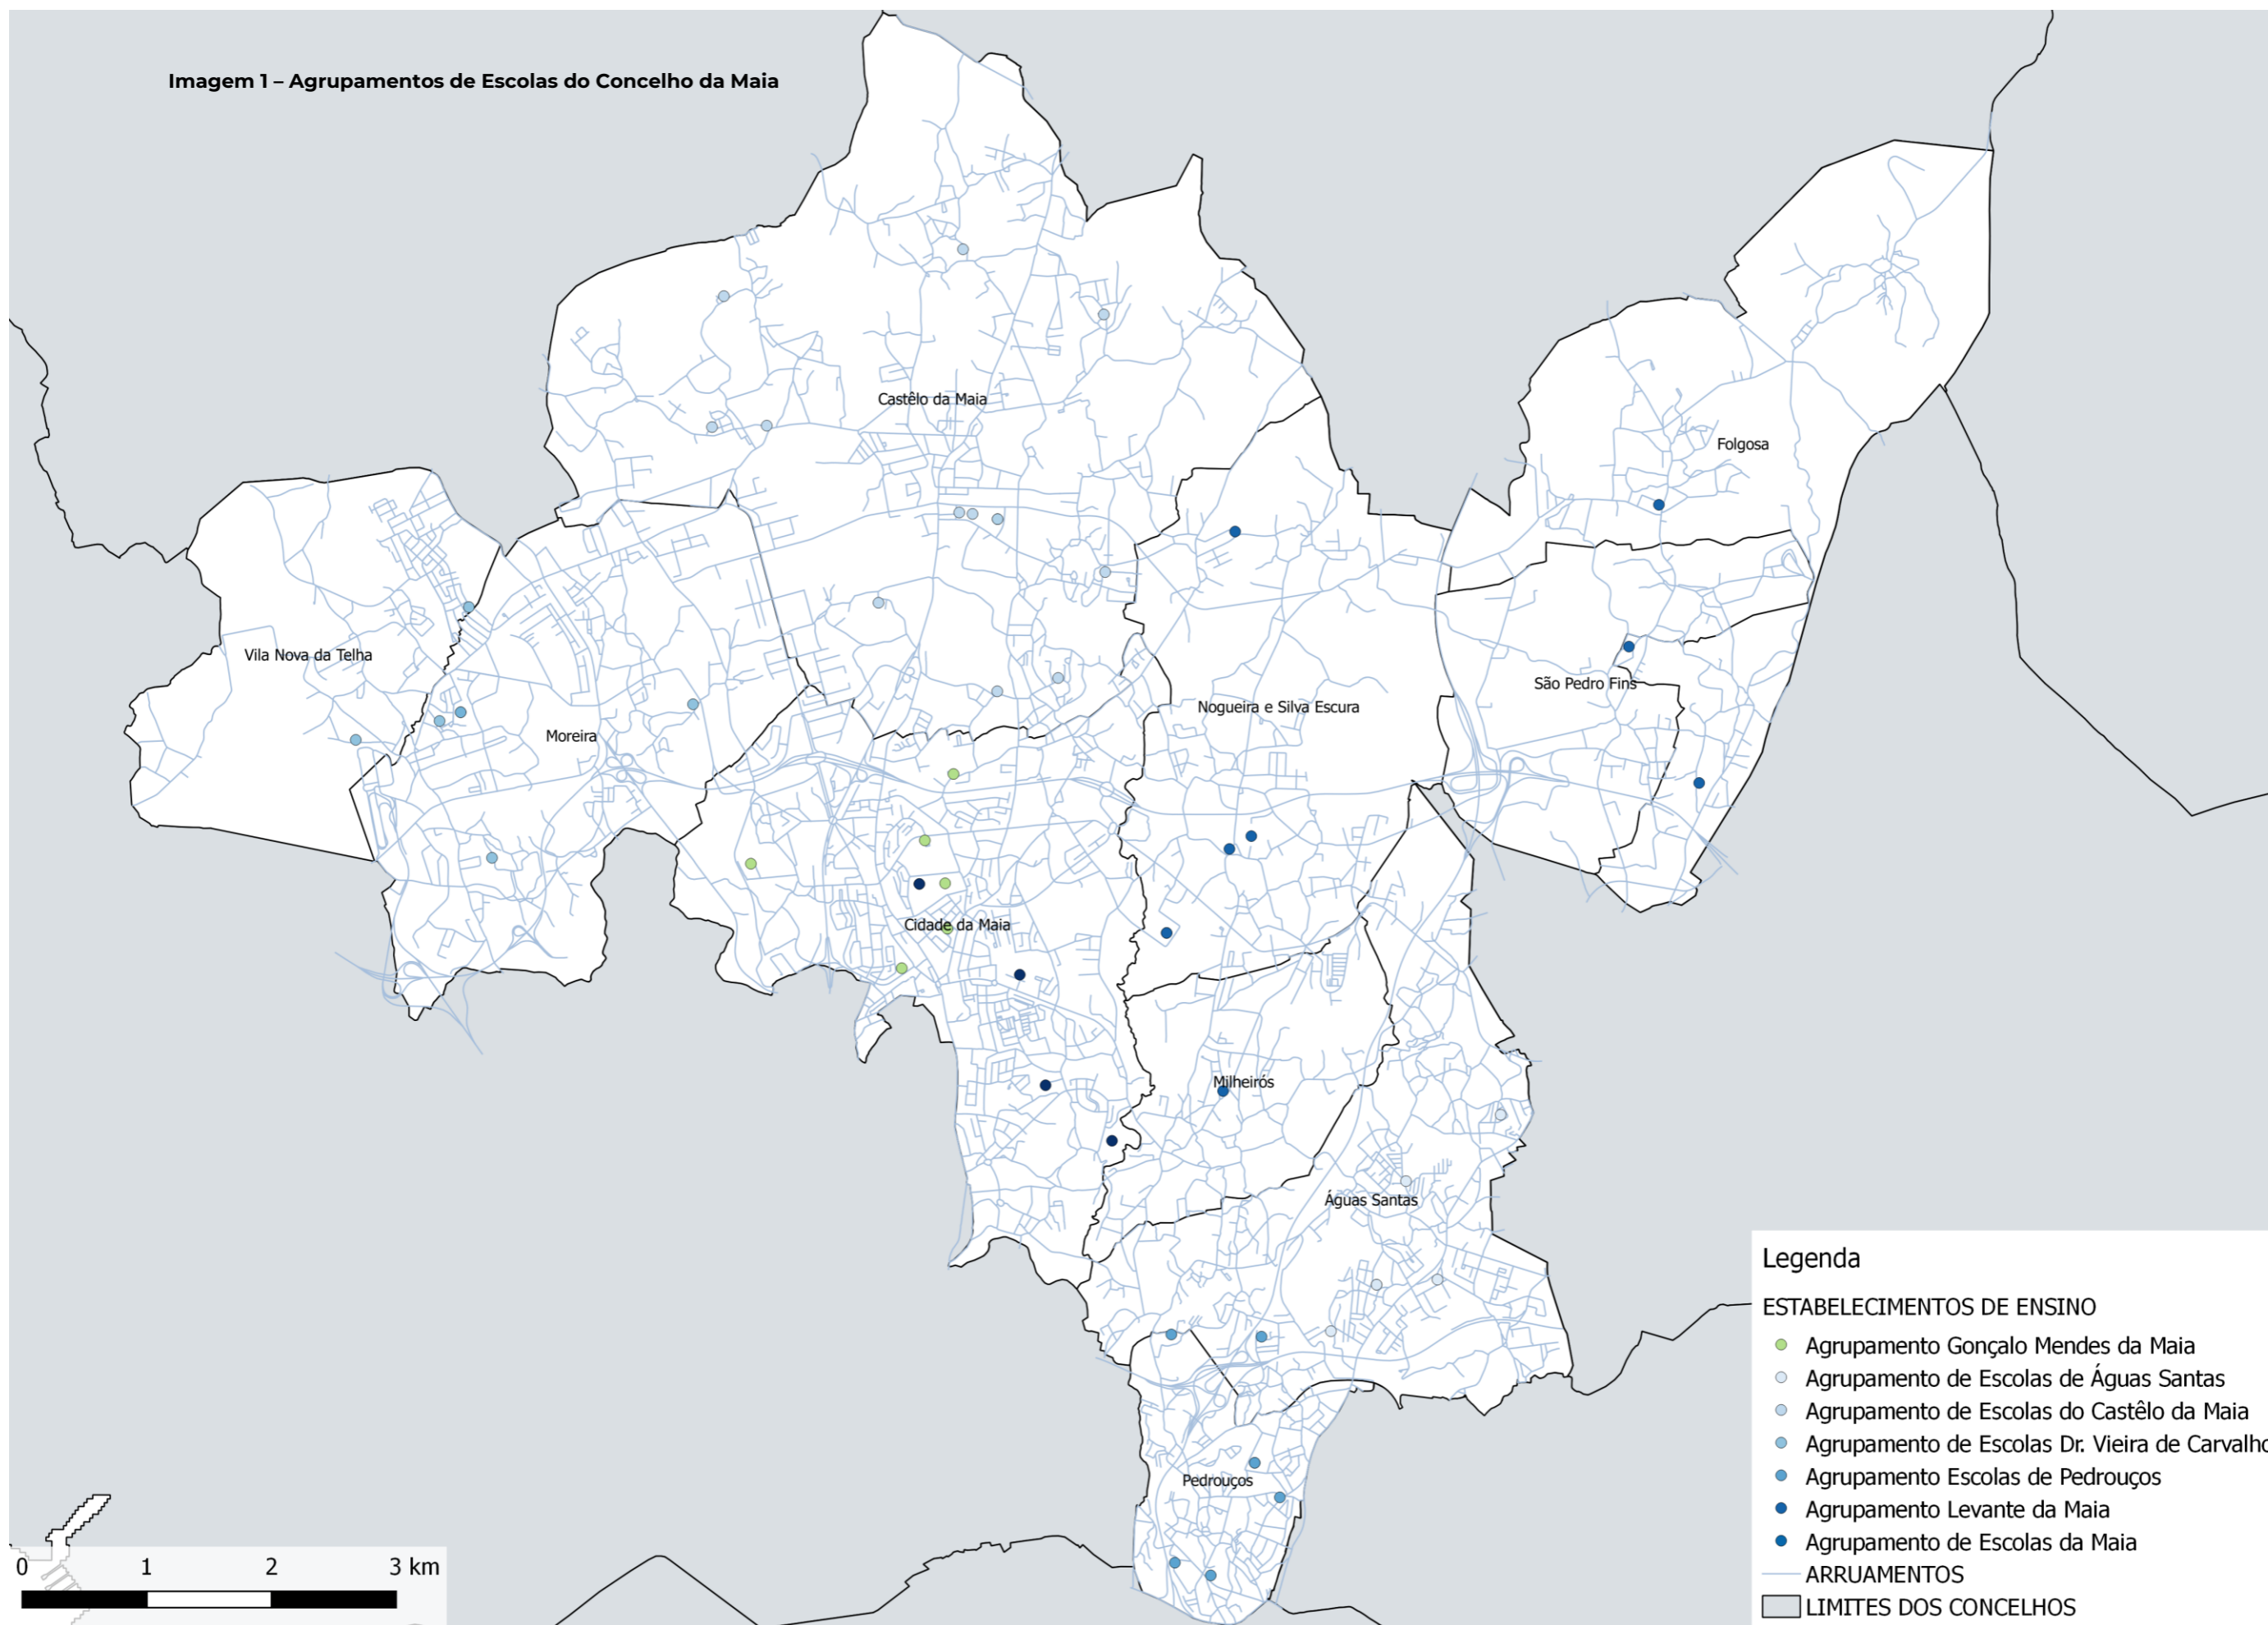 Imagem 1 – Agrupamentos de Escolas do Concelho da Maia
Castêlo da Maia
Folgosa
Vila Nova da Telha
São Pedro Fins
Nogueira e Silva Escura
Moreira
Cidade da Maia
Milheirós
Águas Santas
Pedrouços
Legenda
ESTABELECIMENTOS DE ENSINO
Agrupamento Gonçalo Mendes da Maia
Agrupamento de Escolas de Águas Santas
Agrupamento de Escolas do Castêlo da Maia
Agrupamento de Escolas Dr. Vieira de Carvalho
Agrupamento Escolas de Pedrouços
Agrupamento Levante da Maia
Agrupamento de Escolas da Maia
ARRUAMENTOS
LIMITES DOS CONCELHOS
0 1 2 3 km